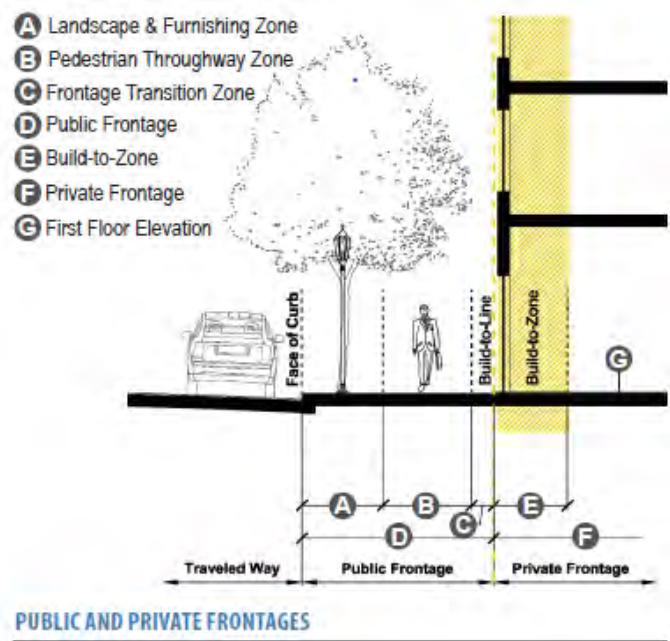 A Landscape & Furnishing Zone
B Pedestrian Throughway Zone
C Frontage Transition Zone
D Public Frontage
E Build-to-Zone
F Private Frontage
G First Floor Elevation
Face of Curb
Build-to-Line
Build-to-Zone
G
A B C E
D F
Traveled Way Public Frontage Private Frontage
PUBLIC AND PRIVATE FRONTAGES